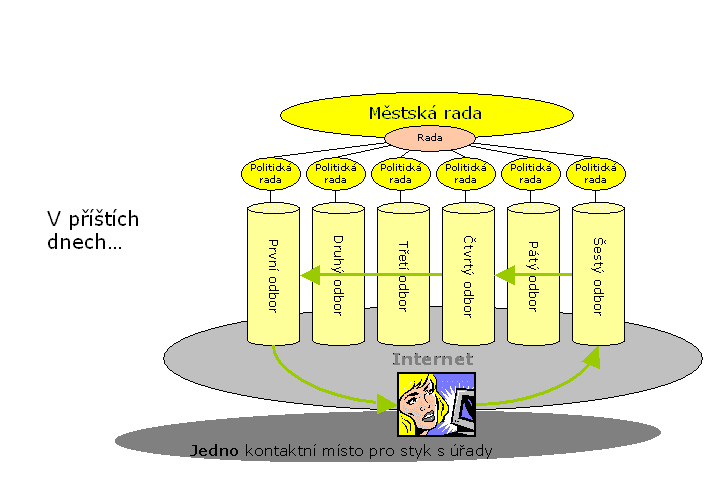 Městská rada
Rada
Politická
rada
Politická
rada
Politická
rada
Politická
rada
Politická
rada
Politická
rada
V příštích
dnech...
První odbor
Druhý odbor
Třetí odbor
Čtvrtý odbor
Pátý odbor
Šestý odbor
Internet
Jedno kontaktní místo pro styk s úřady